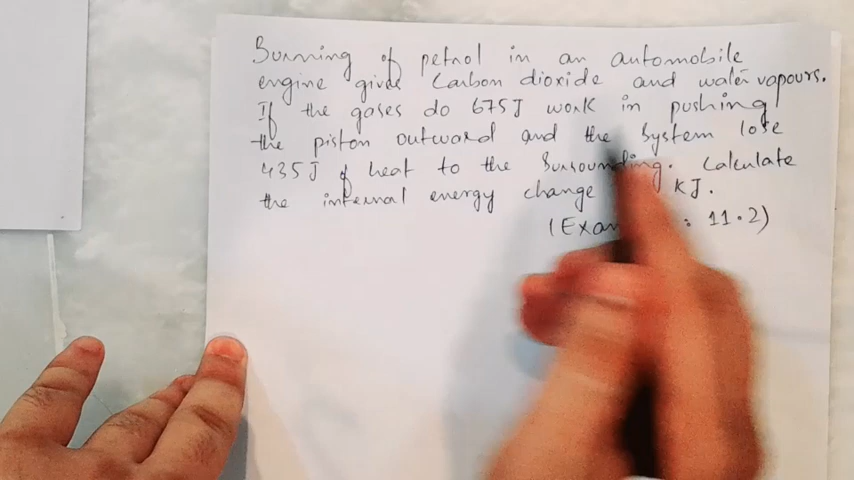 Burning of petrol in an automobile
engine gives Carbon dioxide and water vapours.
If the gases do 675J work in pushing
the piston outward and the System lose
435J of heat to the Surrounding. Calculate
the internal energy change KJ.
: 11.2)